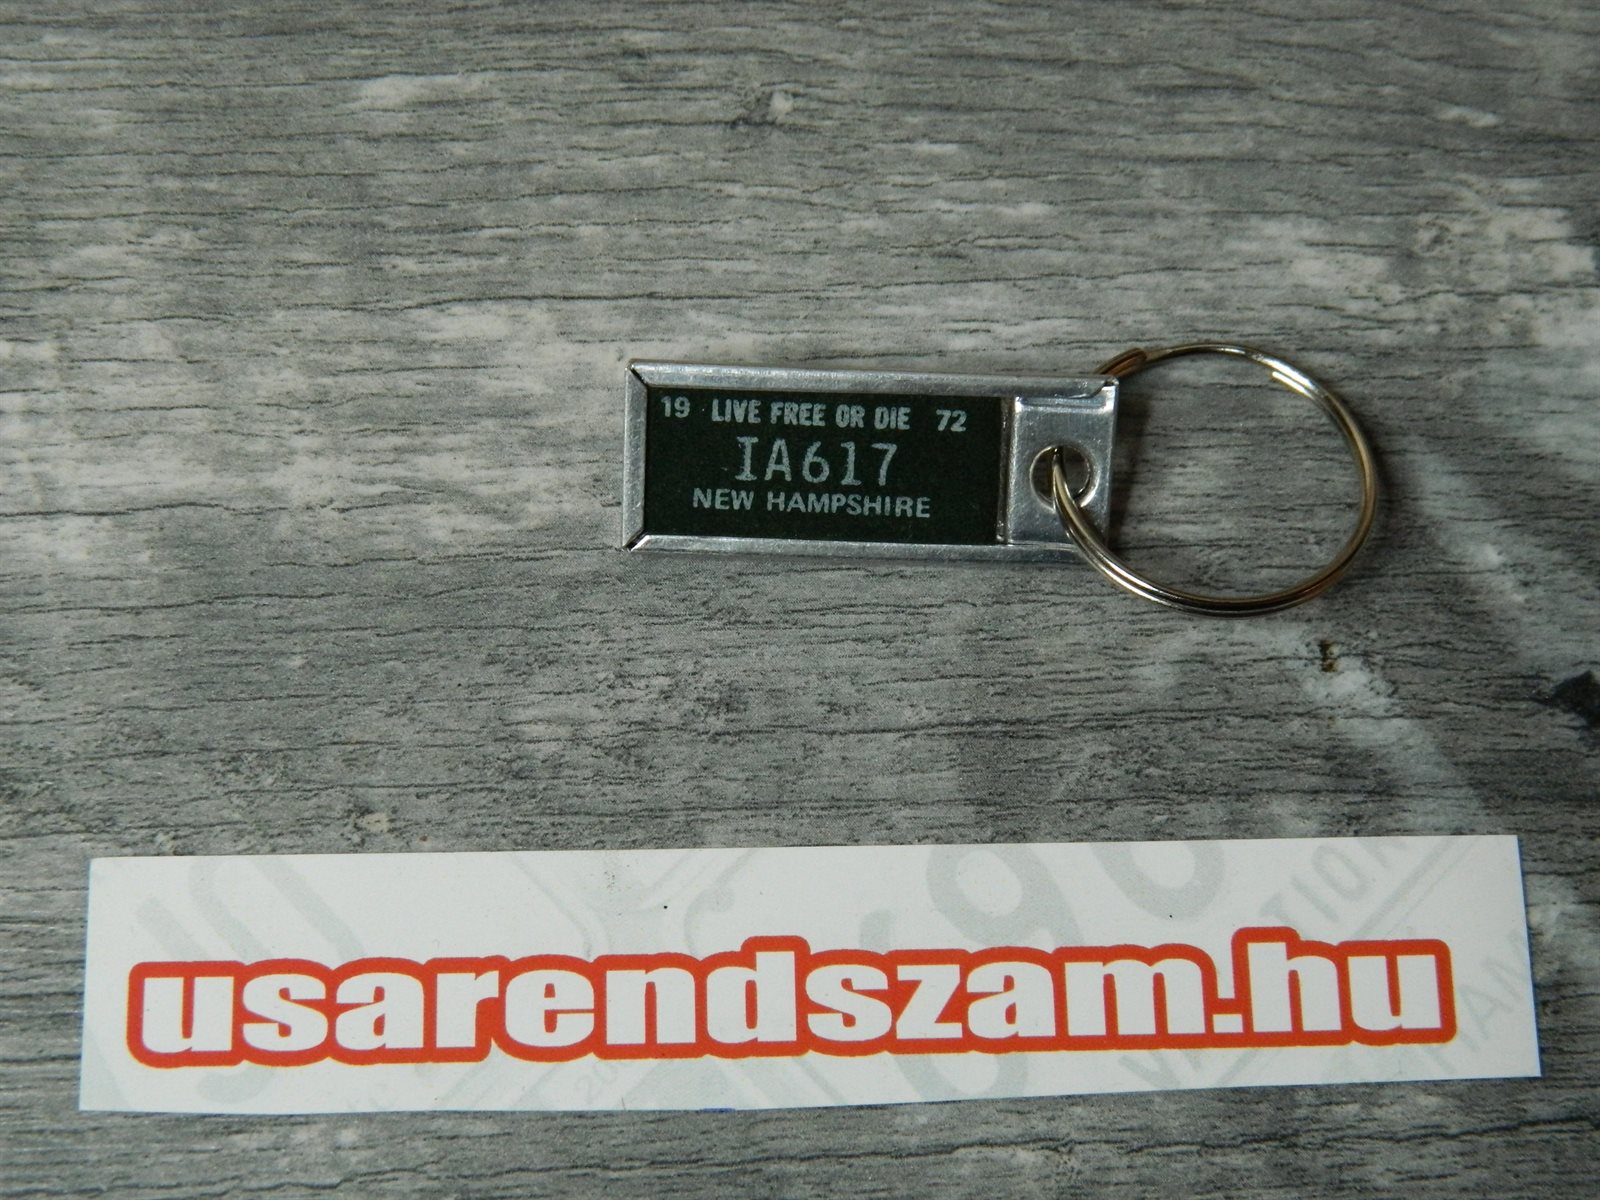 19 LIVE FREE OR DIE 72
IA617
NEW HAMPSHIRE
usarendszam.hu